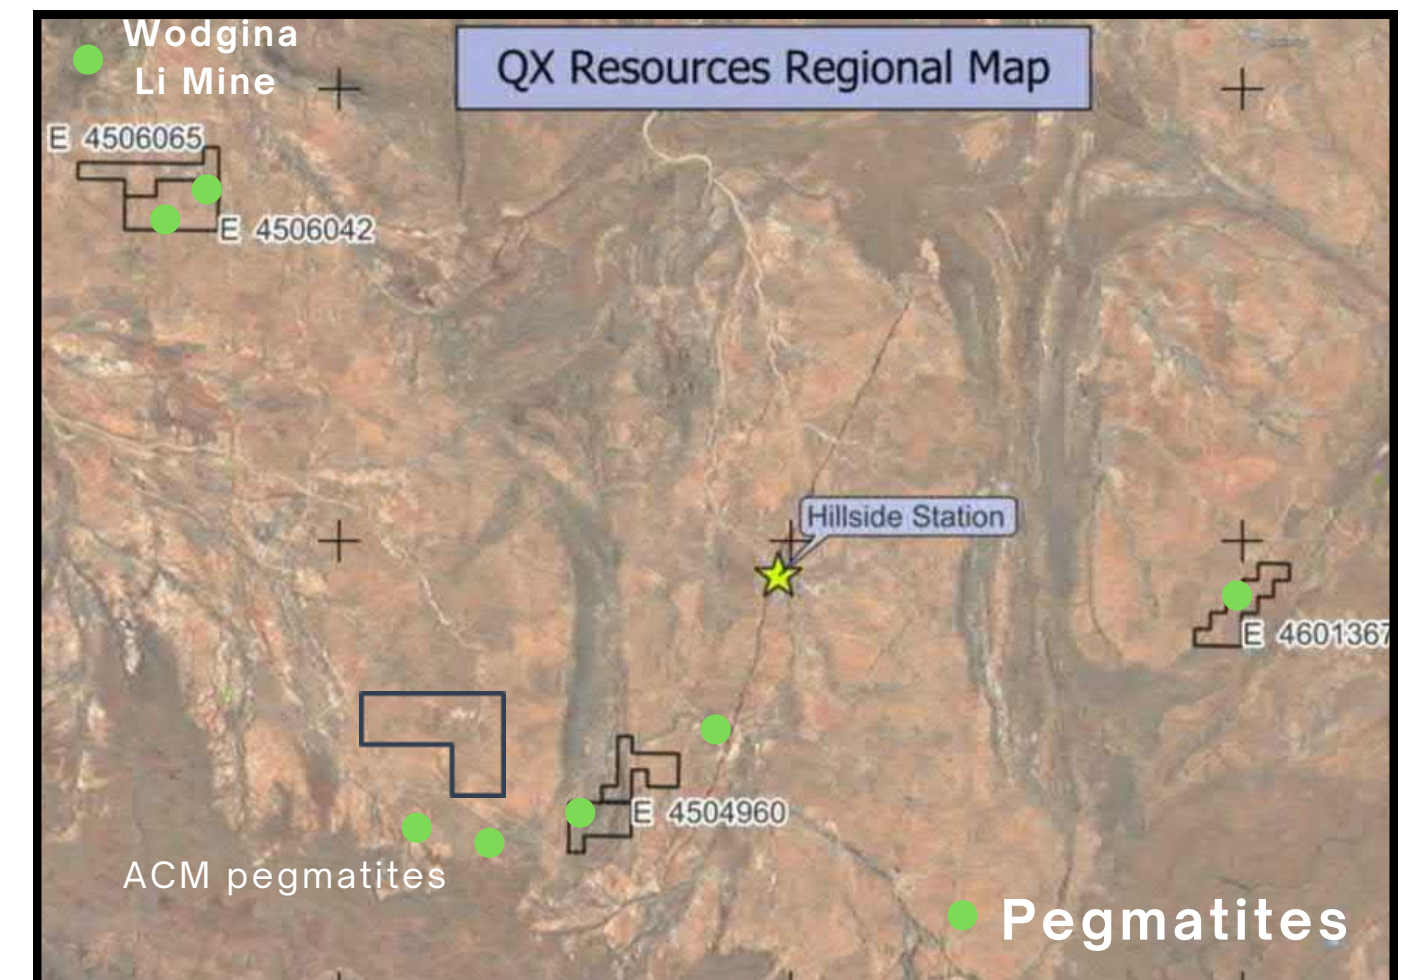 Wodgina
Li Mine
QX Resources Regional Map
E 4506065
E 4506042
Hillside Station
E 4601367
E 4504960
ACM pegmatites
Pegmatites